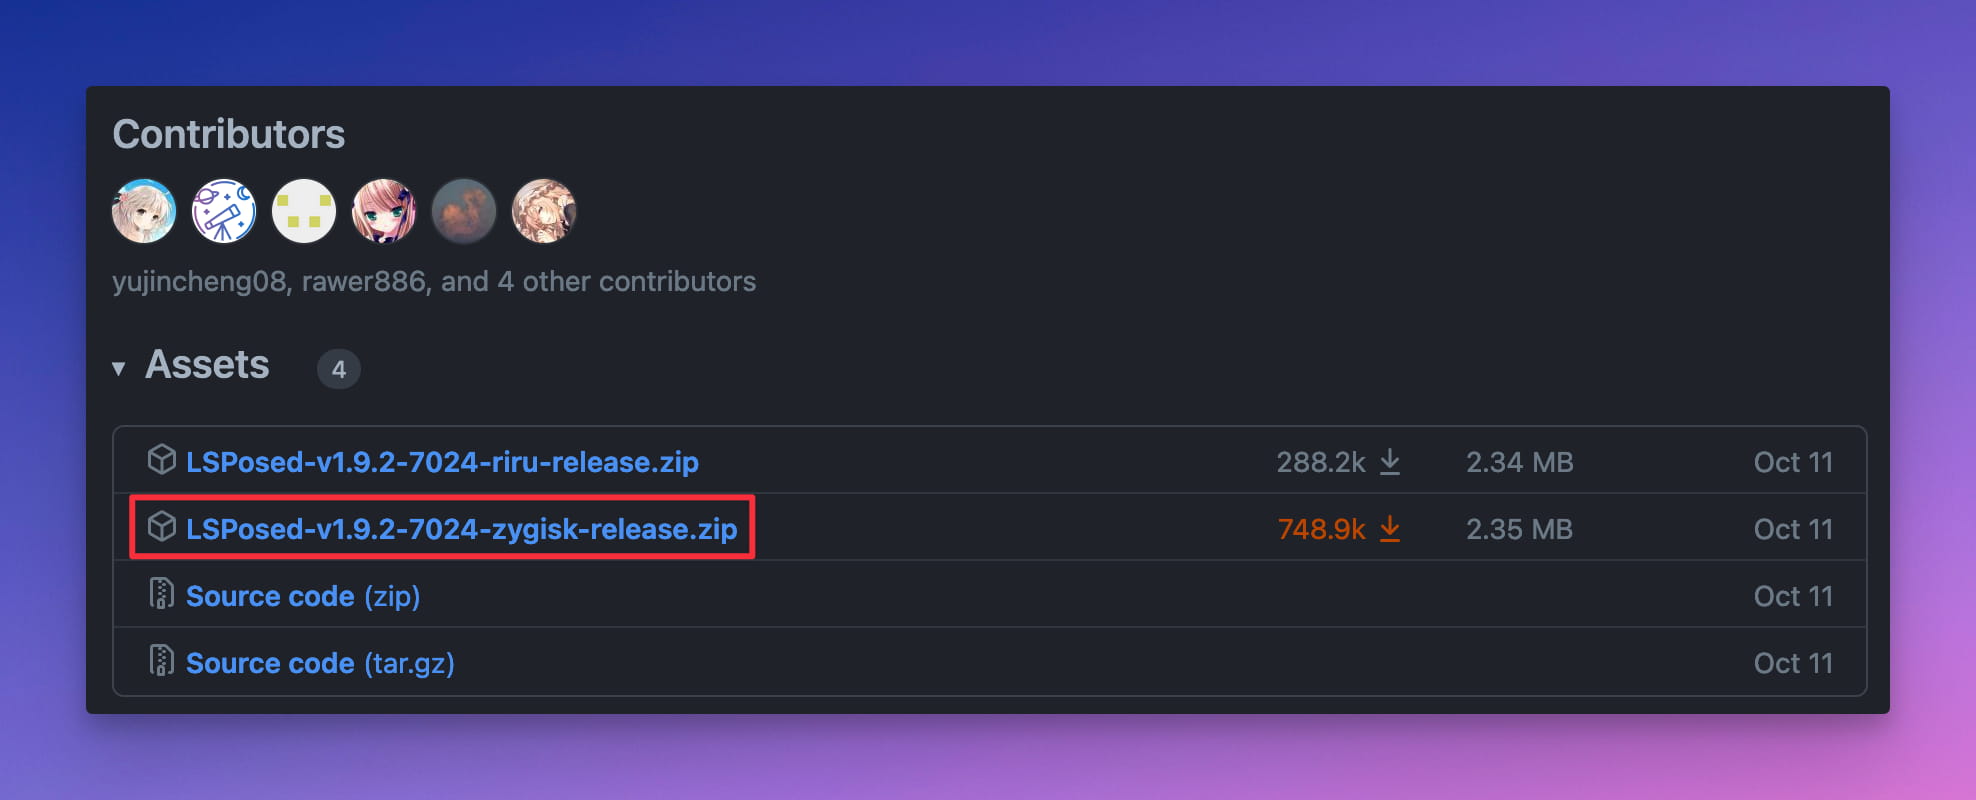 Contributors
yujincheng08, rawer886, and 4 other contributors
▾ Assets 4
LSPosed-v1.9.2-7024-riru-release.zip 288.2k 2.34 MB Oct 11
LSPosed-v1.9.2-7024-zygisk-release.zip 748.9k 2.35 MB Oct 11
Source code (zip) Oct 11
Source code (tar.gz) Oct 11